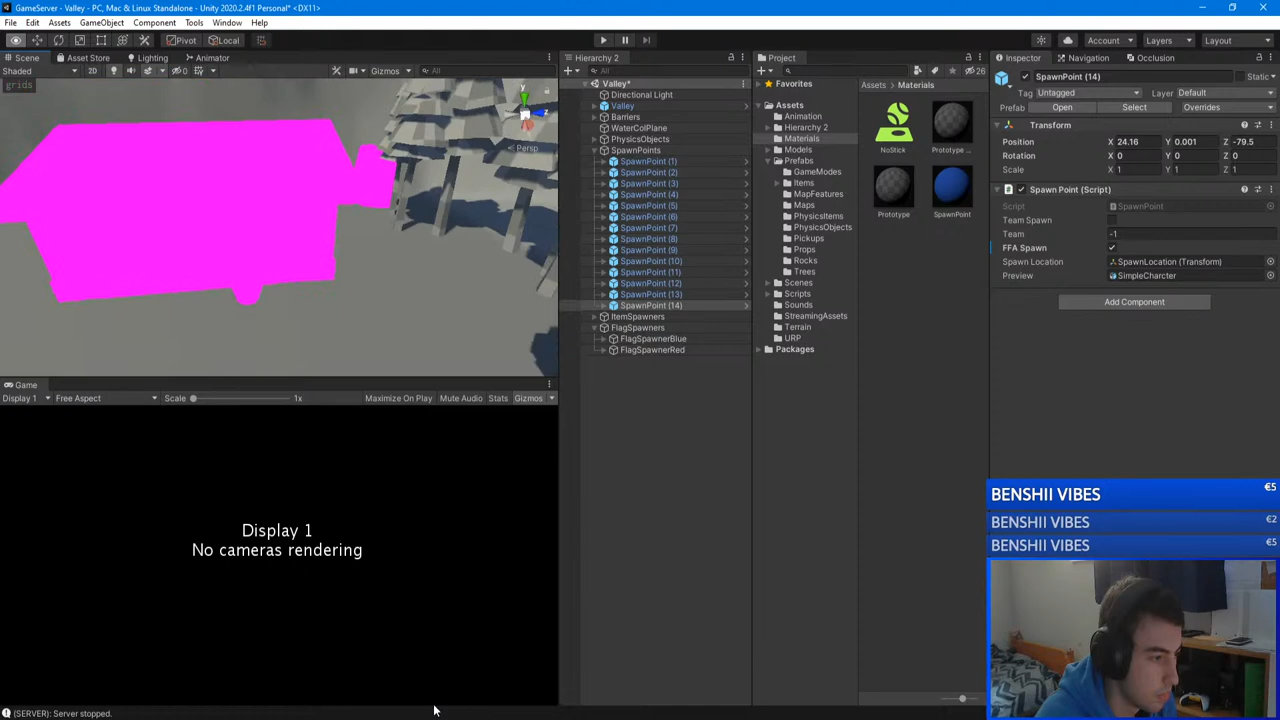 GameServer - Valley - PC, Mac & Linux Standalone - Unity 2020.2.4f1 Personal* <DX11>
File Edit Assets GameObject Component Tools Window Help
Pivot Local Account Layers Layout
Scene Asset Store Lighting Animator
Shaded 2D 0 Gizmos All
grids
y
z
Persp
Game
Display 1 Free Aspect Scale 1x Maximize On Play Mute Audio Stats Gizmos
Display 1
No cameras rendering
(SERVER): Server stopped.
Hierarchy 2
All
Valley*
Directional Light
Valley
Barriers
WaterColPlane
PhysicsObjects
SpawnPoints
SpawnPoint (1)
SpawnPoint (2)
SpawnPoint (3)
SpawnPoint (4)
SpawnPoint (5)
SpawnPoint (6)
SpawnPoint (7)
SpawnPoint (8)
SpawnPoint (9)
SpawnPoint (10)
SpawnPoint (11)
SpawnPoint (12)
SpawnPoint (13)
SpawnPoint (14)
ItemSpawners
FlagSpawners
FlagSpawnerBlue
FlagSpawnerRed
Project
26
Favorites
Assets
Animation
Hierarchy 2
Materials
Models
Prefabs
GameModes
Items
MapFeatures
Maps
PhysicsItems
PhysicsObjects
Pickups
Props
Rocks
Trees
Scenes
Scripts
Sounds
StreamingAssets
Terrain
URP
Packages
Assets > Materials
NoStick Prototype ...
Prototype SpawnPoint
Inspector Navigation Occlusion
SpawnPoint (14) Static
Tag Untagged Layer Default
Prefab Open Select Overrides
Transform
Position X 24.16 Y 0.001 Z -79.5
Rotation X 0 Y 0 Z 0
Scale X 1 Y 1 Z 1
Spawn Point (Script)
Script SpawnPoint
Team Spawn
Team -1
FFA Spawn
Spawn Location SpawnLocation (Transform)
Preview SimpleCharcter
Add Component
BENSHII VIBES €5
BENSHII VIBES €2
BENSHII VIBES €5